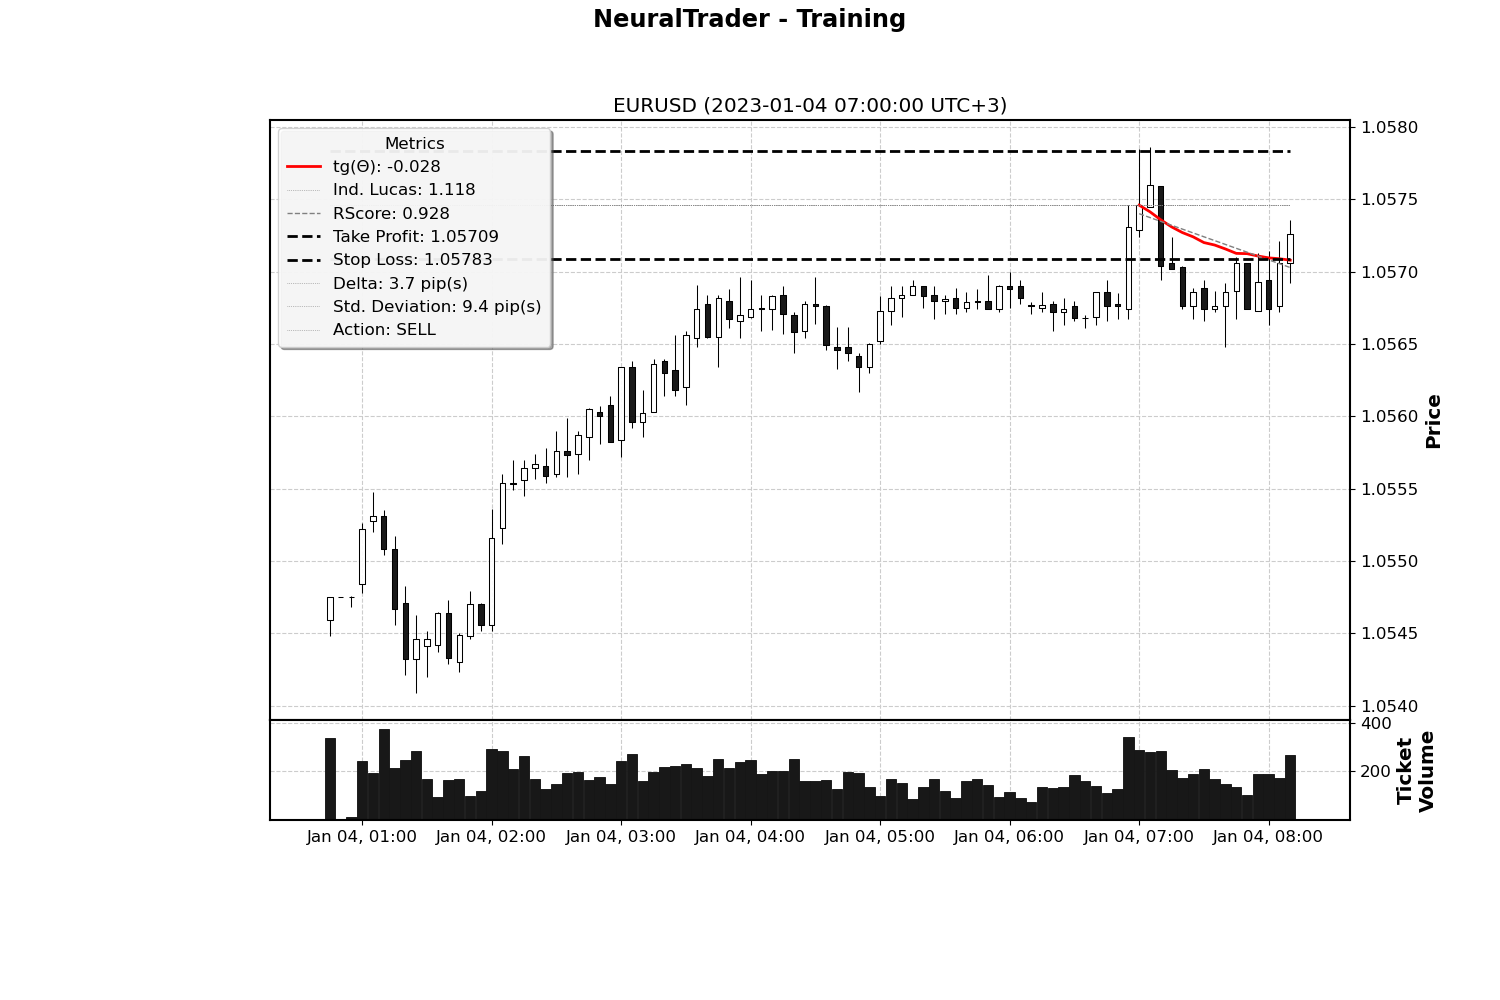 NeuralTrader - Training
EURUSD (2023-01-04 07:00:00 UTC+3)
Metrics
tg(Θ): -0.028
Ind. Lucas: 1.118
RScore: 0.928
Take Profit: 1.05709
Stop Loss: 1.05783
Delta: 3.7 pip(s)
Std. Deviation: 9.4 pip(s)
Action: SELL
1.0580
1.0575
1.0570
1.0565
1.0560
1.0555
1.0550
1.0545
1.0540
Price
400
200
Ticket
Volume
Jan 04, 01:00 Jan 04, 02:00 Jan 04, 03:00 Jan 04, 04:00 Jan 04, 05:00 Jan 04, 06:00 Jan 04, 07:00 Jan 04, 08:00